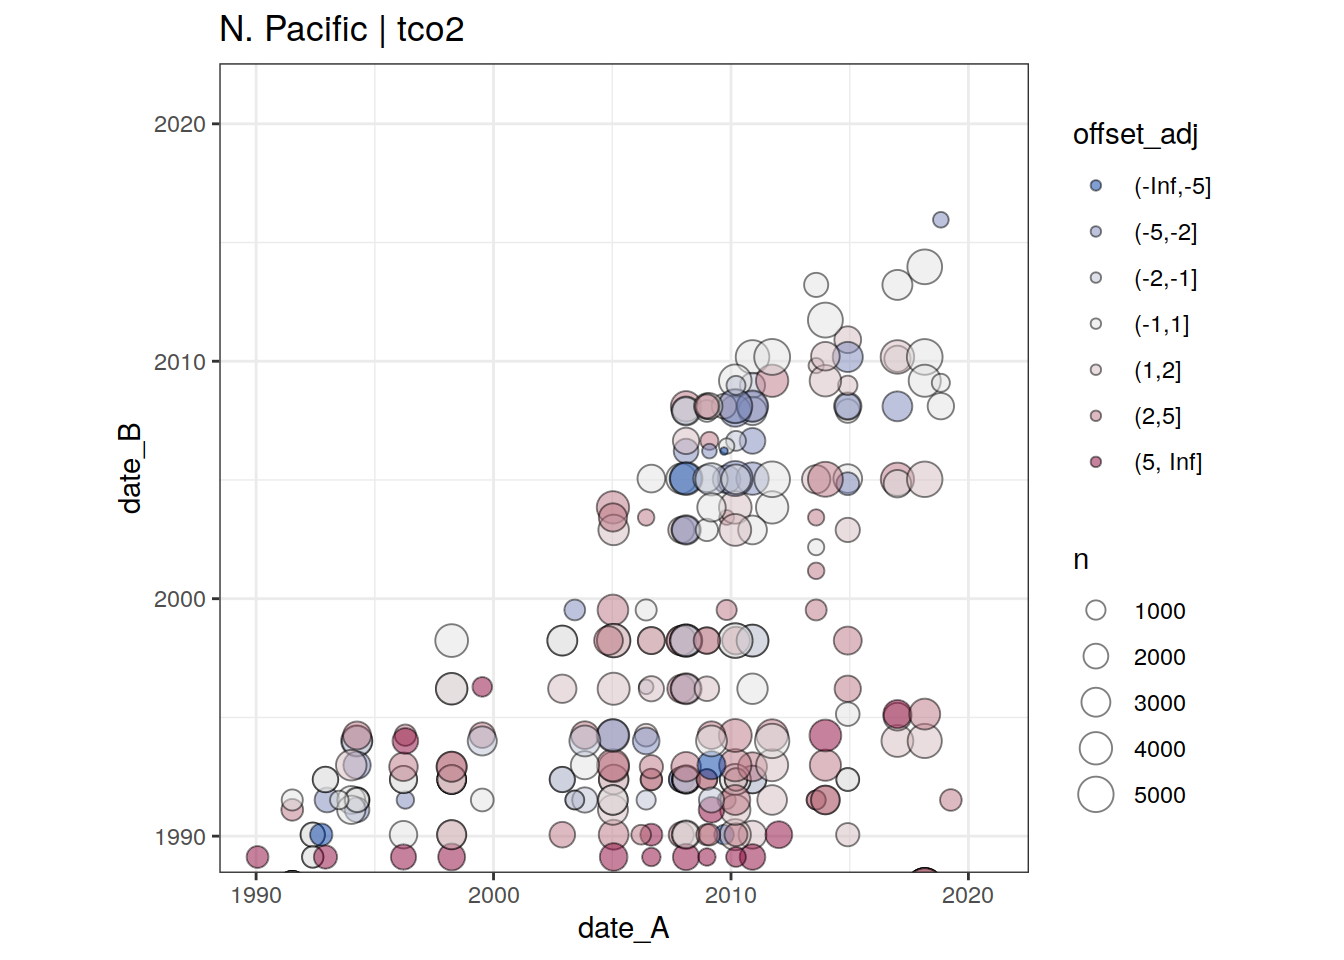 N. Pacific | tco2
2020
2010
2000
1990
1990
2000
2010
2020
date_A
date_B
offset_adj
(-Inf,-5]
(-5,-2]
(-2,-1]
(-1,1]
(1,2]
(2,5]
(5, Inf]
n
1000
2000
3000
4000
5000